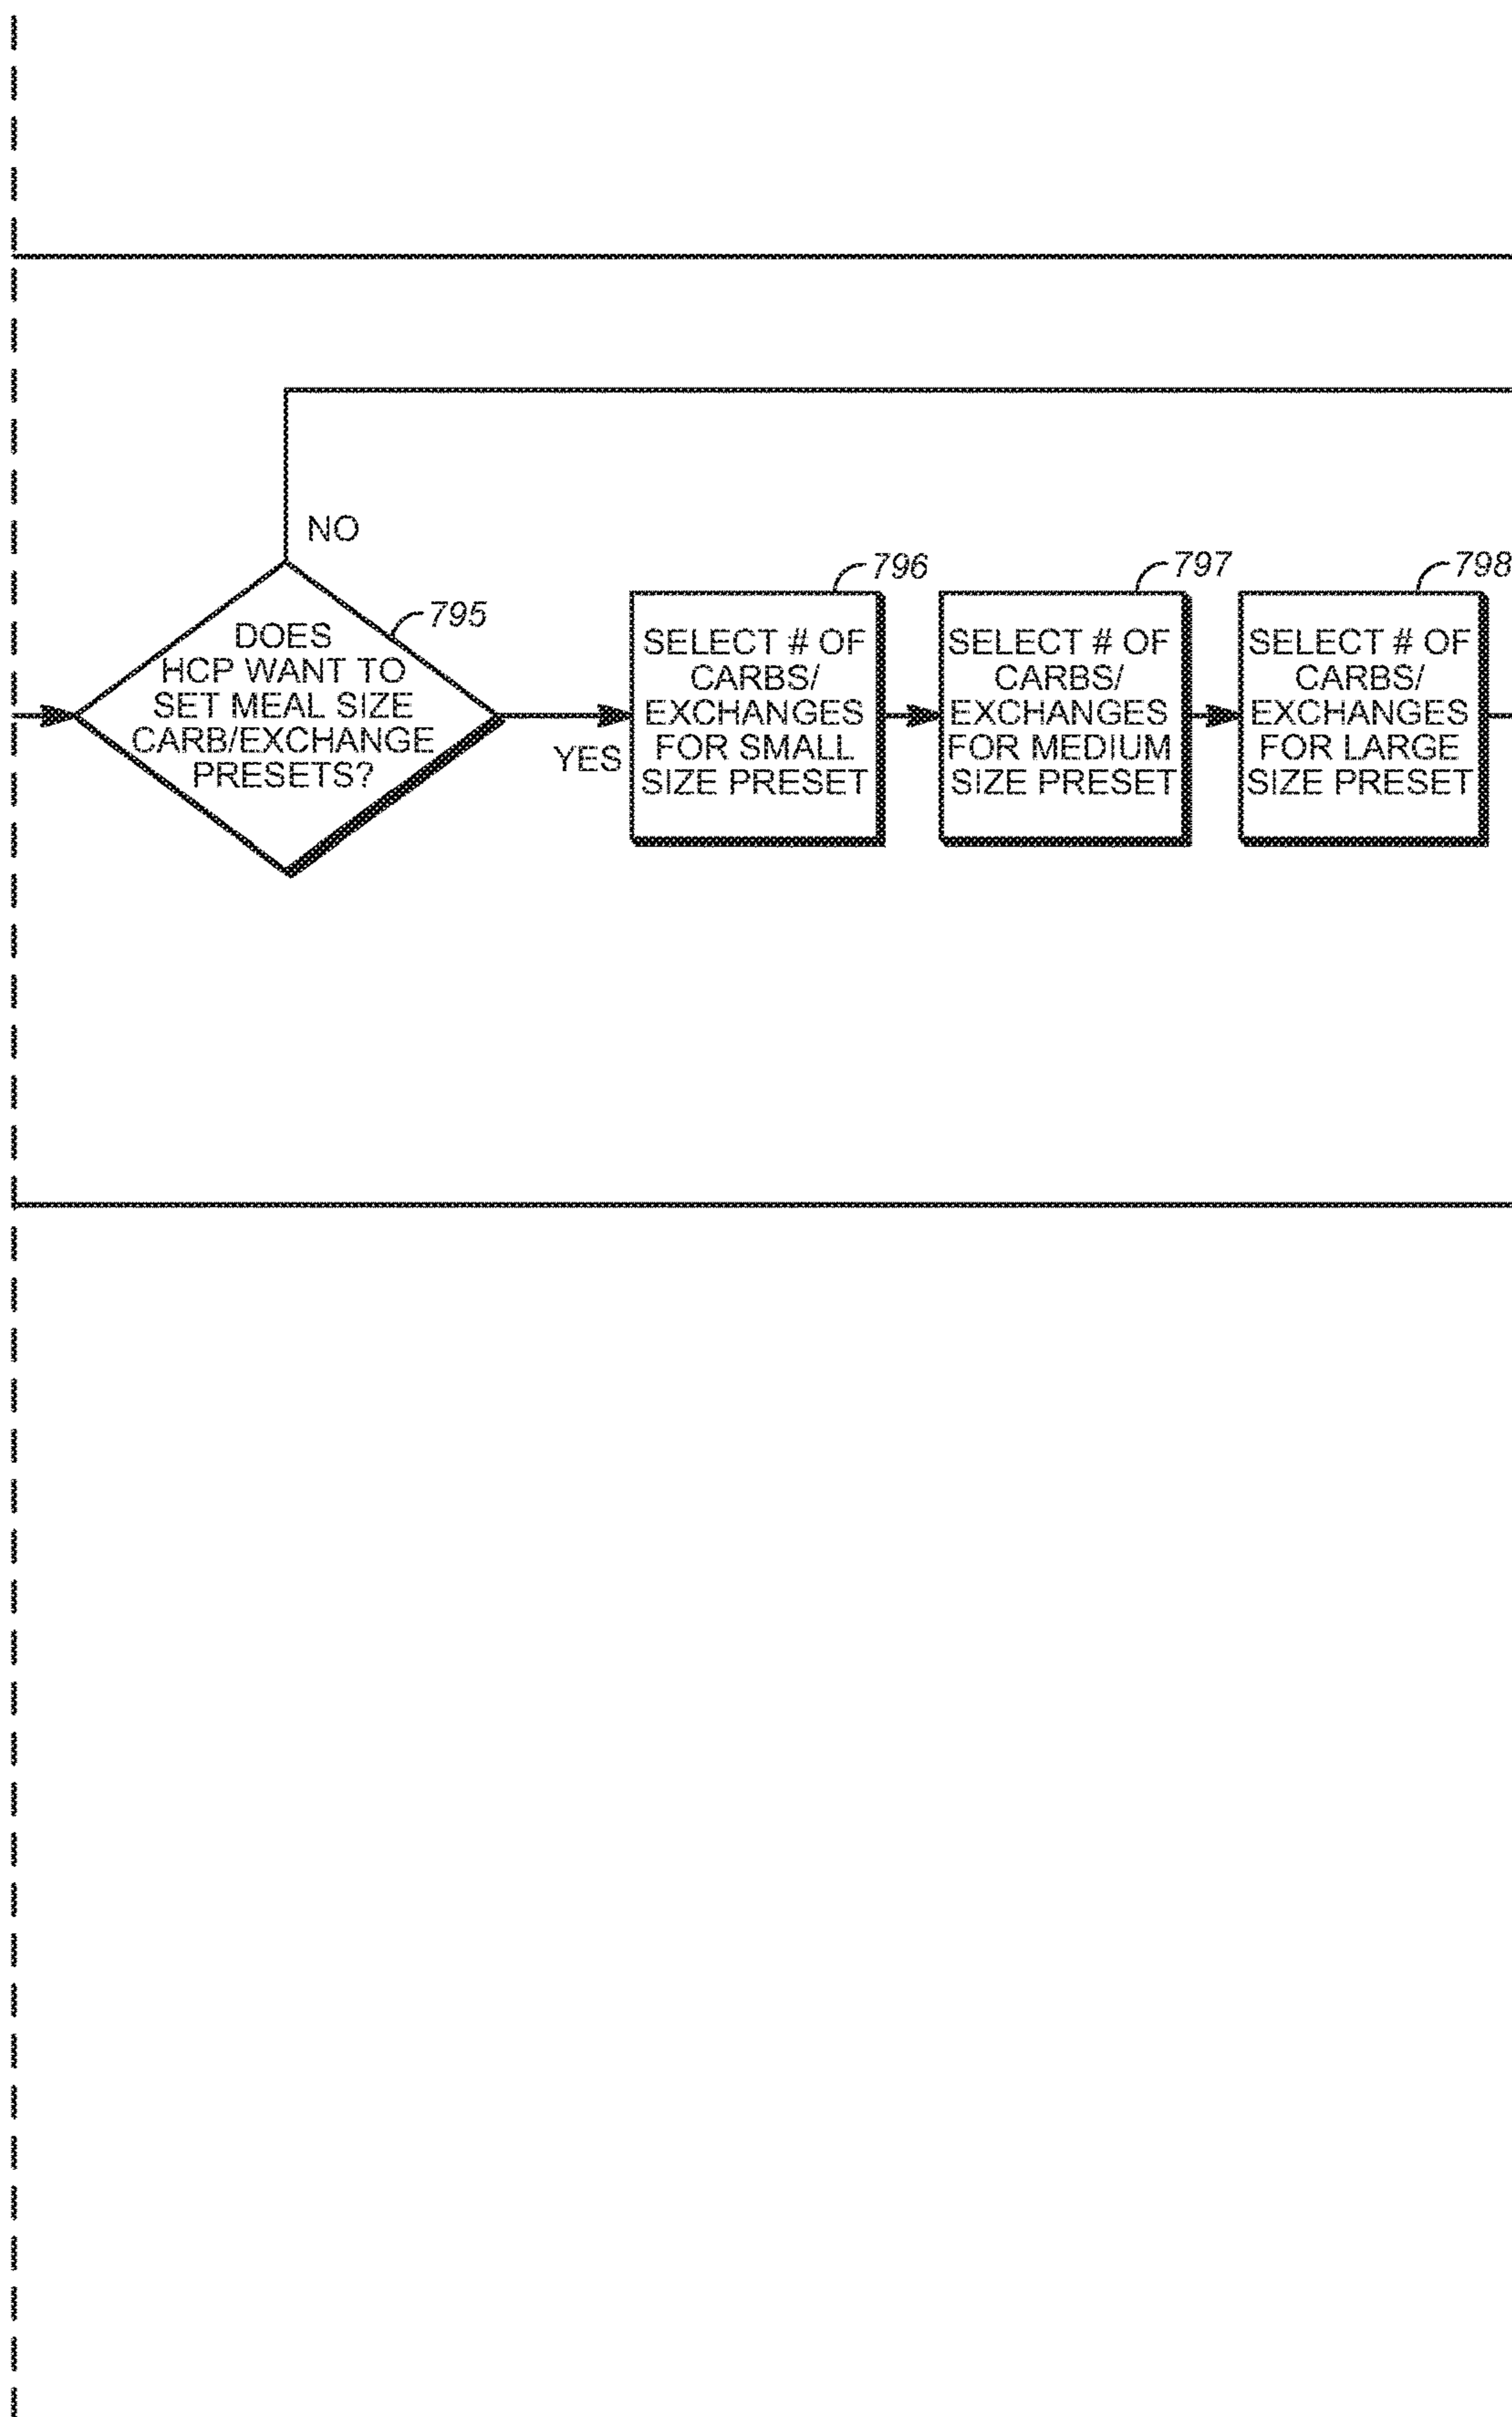 NO
795
DOES
HCP WANT TO
SET MEAL SIZE
CARB/EXCHANGE
PRESETS?
YES
796
SELECT # OF
CARBS/
EXCHANGES
FOR SMALL
SIZE PRESET
797
SELECT # OF
CARBS/
EXCHANGES
FOR MEDIUM
SIZE PRESET
798
SELECT # OF
CARBS/
EXCHANGES
FOR LARGE
SIZE PRESET